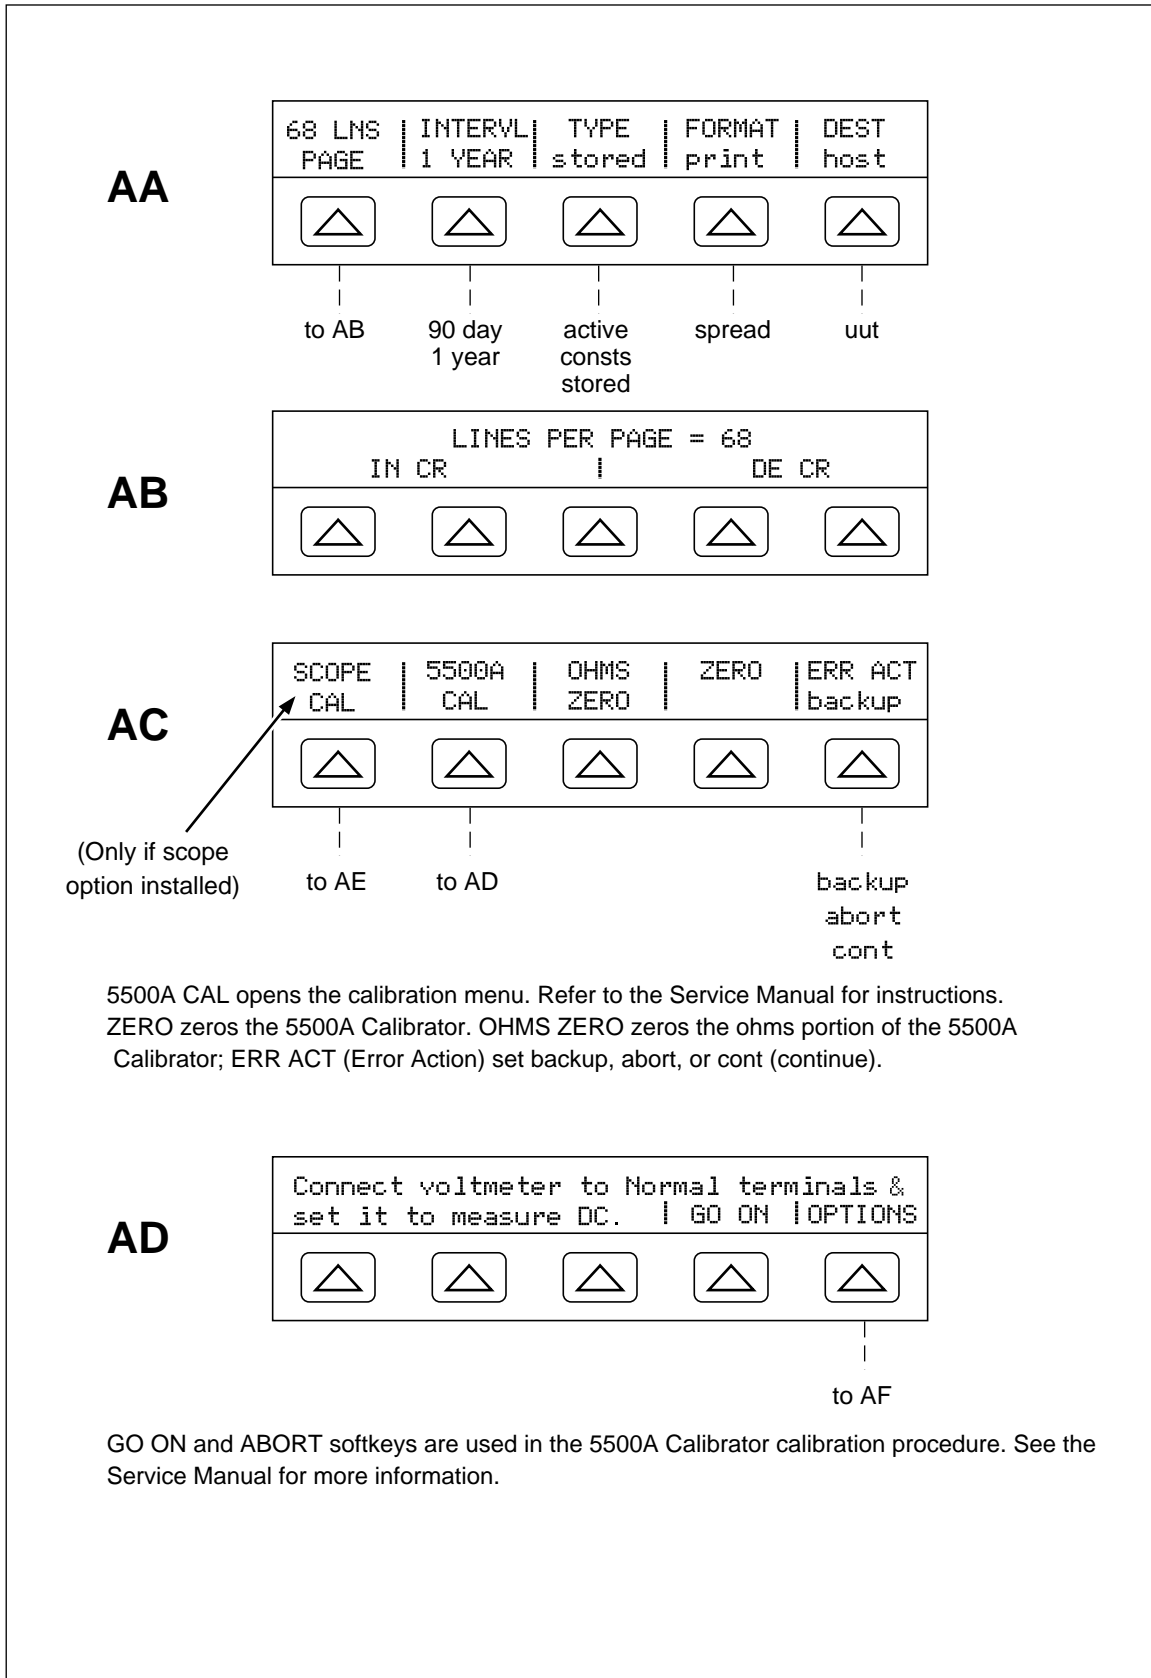 AA
68 LNS | INTERVL| TYPE | FORMAT | DEST
PAGE | 1 YEAR | stored | print | host
to AB 90 day active spread uut
1 year consts
stored
AB
LINES PER PAGE = 68
IN CR | DE CR
AC
SCOPE | 5500A | OHMS | ZERO |ERR ACT
CAL | CAL | ZERO | |backup
(Only if scope
option installed)
to AE to AD backup
abort
cont
5500A CAL opens the calibration menu. Refer to the Service Manual for instructions.
ZERO zeros the 5500A Calibrator. OHMS ZERO zeros the ohms portion of the 5500A
Calibrator; ERR ACT (Error Action) set backup, abort, or cont (continue).
AD
Connect voltmeter to Normal terminals &
set it to measure DC. | GO ON |OPTIONS
to AF
GO ON and ABORT softkeys are used in the 5500A Calibrator calibration procedure. See the
Service Manual for more information.